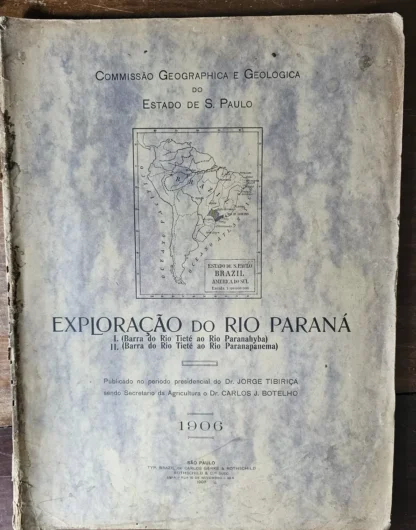 COMMISSÃO GEOGRAPHICA E GEOLOGICA
DO
ESTADO DE S. PAULO
BRAZIL
ESTADO DE S. PAULO
BRAZIL
AMERICA DO SUL
EXPLORAÇÃO DO RIO PARANÁ
I. (Barra do Rio Tieté ao Rio Paranahyba)
II. (Barra do Rio Tieté ao Rio Paranapanema)
Publicado no periodo presidencial do Dr. JORGE TIBIRIÇA
sendo Secretario da Agricultura o Dr. CARLOS J. BOTELHO
1906
SÃO PAULO